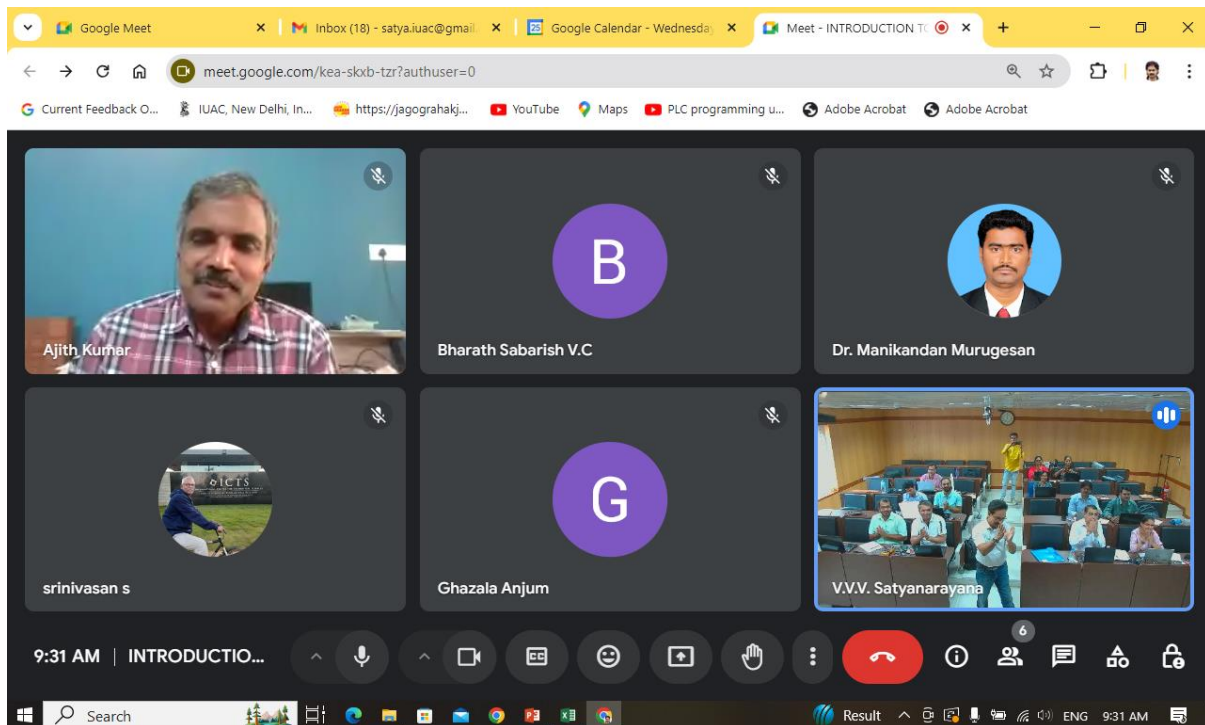 Google Meet
Inbox (18) - satya.iuac@gmail.
25
Google Calendar - Wednesday
Meet - INTRODUCTION TO
meet.google.com/kea-skxb-tzr?authuser=0
Current Feedback O...
IUAC, New Delhi, In...
https://jagograhakj...
YouTube
Maps
PLC programming u...
Adobe Acrobat
Adobe Acrobat
Ajith Kumar
B
Bharath Sabarish V.C
Dr. Manikandan Murugesan
ICTS
srinivasan s
G
Ghazala Anjum
V.V.V. Satyanarayana
9:31 AM | INTRODUCTIO...
CC
6
Search
Result
ENG
9:31 AM